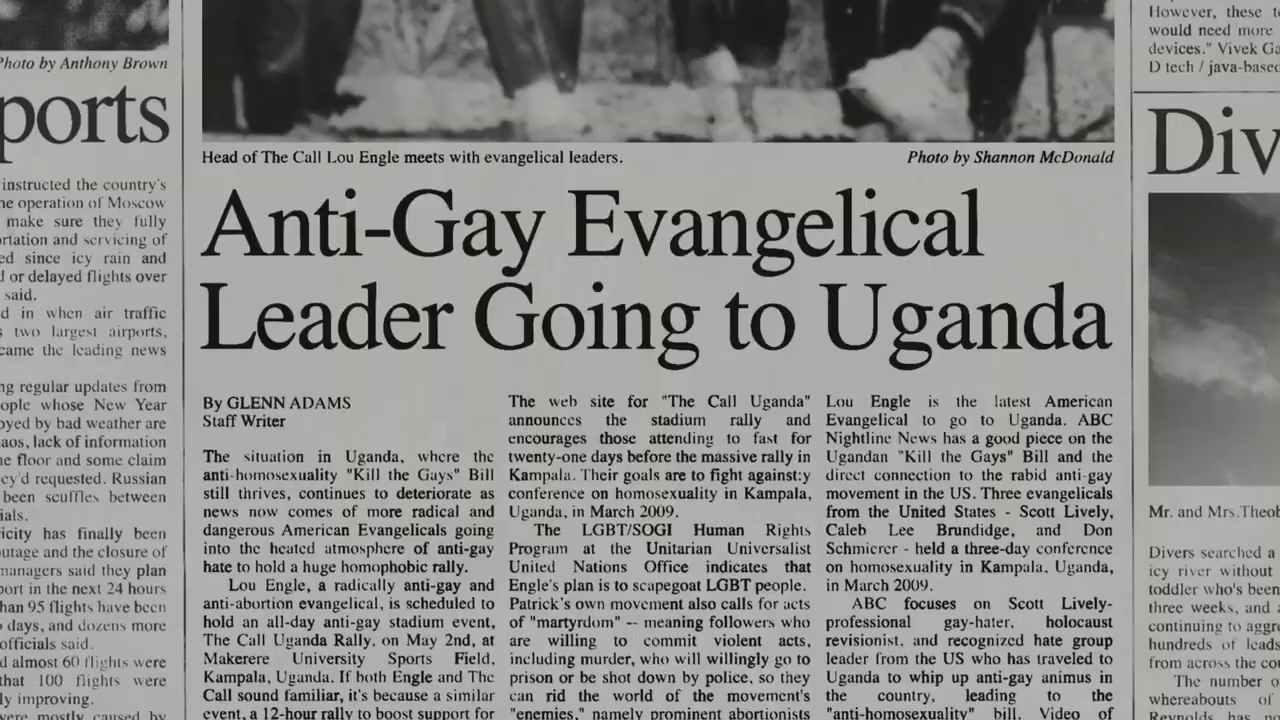 Photo by Anthony Brown
ports
instructed the country's
he operation of Moscow
make sure they fully
rtation and servicing of
ed since icy rain and
d or delayed flights over
said.
d in when air traffic
s two largest airports,
came the leading news
ng regular updates from
ople whose New Year
oyed by bad weather are
aos, lack of information
he floor and some claim
ey'd requested. Russian
been scuffles between
ials.
ricity has finally been
outage and the closure of
managers said they plan
port in the next 24 hours
han 95 flights have been
o days, and dozens more
officials said.
d almost 60 flights were
that 100 flights were
ly improving.
were mostly caused by
Head of The Call Lou Engle meets with evangelical leaders.
Photo by Shannon McDonald
Anti-Gay Evangelical
Leader Going to Uganda
By GLENN ADAMS
Staff Writer
The situation in Uganda, where the
anti-homosexuality "Kill the Gays" Bill
still thrives, continues to deteriorate as
news now comes of more radical and
dangerous American Evangelicals going
into the heated atmosphere of anti-gay
hate to hold a huge homophobic rally.
Lou Engle, a radically anti-gay and
anti-abortion evangelical, is scheduled to
hold an all-day anti-gay stadium event,
The Call Uganda Rally, on May 2nd, at
Makerere University Sports Field,
Kampala, Uganda. If both Engle and The
Call sound familiar, it's because a similar
event, a 12-hour rally to boost support for
The web site for "The Call Uganda"
announces the stadium rally and
encourages those attending to fast for
twenty-one days before the massive rally in
Kampala. Their goals are to fight against:y
conference on homosexuality in Kampala,
Uganda, in March 2009.
The LGBT/SOGI Human Rights
Program at the Unitarian Universalist
United Nations Office indicates that
Engle's plan is to scapegoat LGBT people.
Patrick's own movement also calls for acts
of "martyrdom" -- meaning followers who
are willing to commit violent acts,
including murder, who will willingly go to
prison or be shot down by police, so they
can rid the world of the movement's
"enemies," namely prominent abortionists
Lou Engle is the latest American
Evangelical to go to Uganda. ABC
Nightline News has a good piece on the
Ugandan "Kill the Gays" Bill and the
direct connection to the rabid anti-gay
movement in the US. Three evangelicals
from the United States - Scott Lively,
Caleb Lee Brundidge, and Don
Schmierer - held a three-day conference
on homosexuality in Kampala, Uganda,
in March 2009.
ABC focuses on Scott Lively-
professional gay-hater, holocaust
revisionist, and recognized hate group
leader from the US who has traveled to
Uganda to whip up anti-gay animus in
the country, leading to the
"anti-homosexuality" bill. Video of
However, these t
would need more
devices." Vivek Ga
D tech / java-based
Div
Mr. and Mrs.Theob
Divers searched a
icy river without
toddler who's been
three weeks, and
continuing to aggre
hundreds of leads
from across the cou
The number o
whereabouts of
Reynolds has